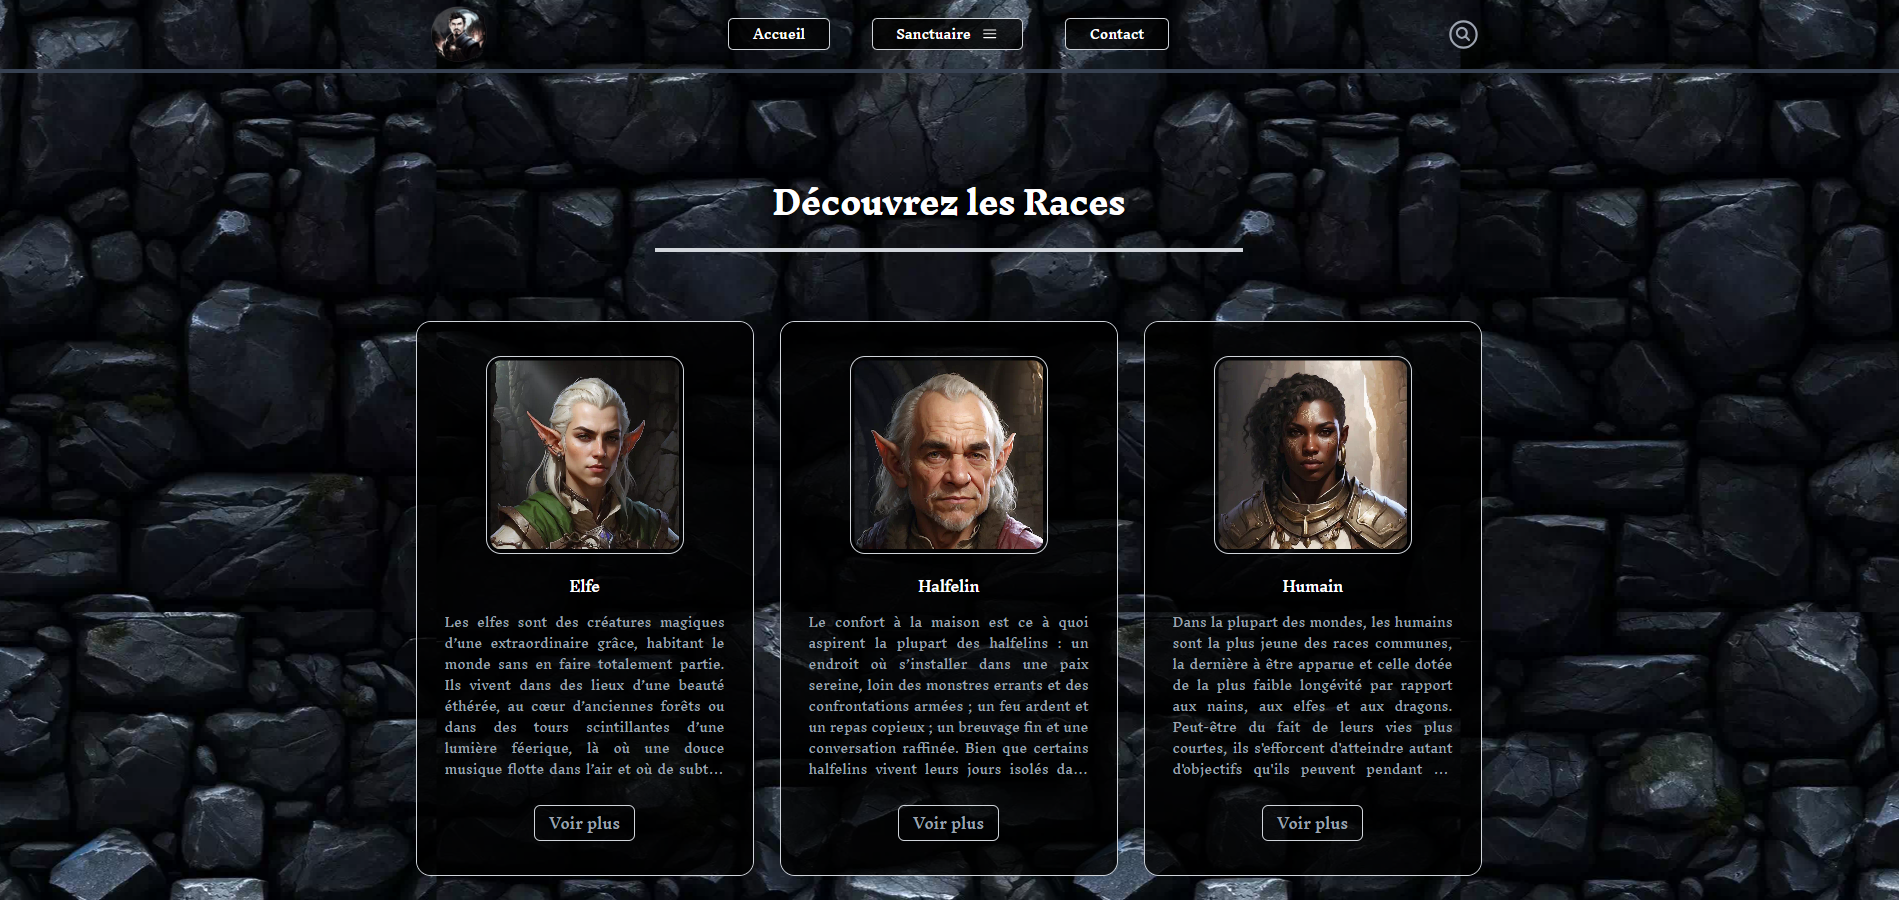 Accueil
Sanctuaire
Contact
Découvrez les Races
Elfe
Les elfes sont des créatures magiques
d’une extraordinaire grâce, habitant le
monde sans en faire totalement partie.
Ils vivent dans des lieux d’une beauté
éthérée, au cœur d’anciennes forêts ou
dans des tours scintillantes d’une
lumière féerique, là où une douce
musique flotte dans l’air et où de subt...
Voir plus
Halfelin
Le confort à la maison est ce à quoi
aspirent la plupart des halfelins : un
endroit où s’installer dans une paix
sereine, loin des monstres errants et des
confrontations armées ; un feu ardent et
un repas copieux ; un breuvage fin et une
conversation raffinée. Bien que certains
halfelins vivent leurs jours isolés da...
Voir plus
Humain
Dans la plupart des mondes, les humains
sont la plus jeune des races communes,
la dernière à être apparue et celle dotée
de la plus faible longévité par rapport
aux nains, aux elfes et aux dragons.
Peut-être du fait de leurs vies plus
courtes, ils s'efforcent d'atteindre autant
d'objectifs qu'ils peuvent pendant ...
Voir plus